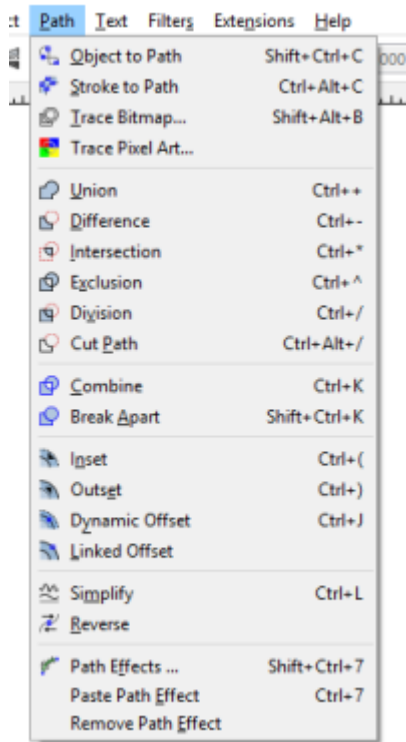 ct Path Text Filters Extensions Help
Object to Path Shift+Ctrl+C
000
Stroke to Path Ctrl+Alt+C
Trace Bitmap... Shift+Alt+B
Trace Pixel Art...
Union Ctrl++
Difference Ctrl+-
Intersection Ctrl+*
Exclusion Ctrl+^
Division Ctrl+/
Cut Path Ctrl+Alt+/
Combine Ctrl+K
Break Apart Shift+Ctrl+K
Inset Ctrl+(
Outset Ctrl+)
Dynamic Offset Ctrl+J
Linked Offset
Simplify Ctrl+L
Reverse
Path Effects ... Shift+Ctrl+7
Paste Path Effect Ctrl+7
Remove Path Effect